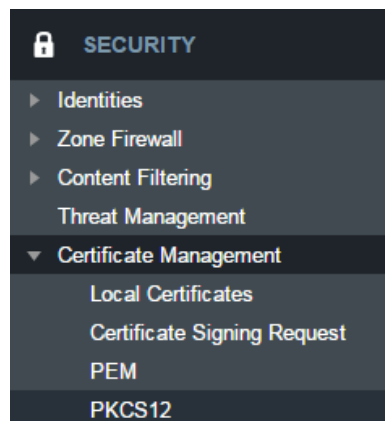 SECURITY
Identities
Zone Firewall
Content Filtering
Threat Management
Certificate Management
Local Certificates
Certificate Signing Request
PEM
PKCS12